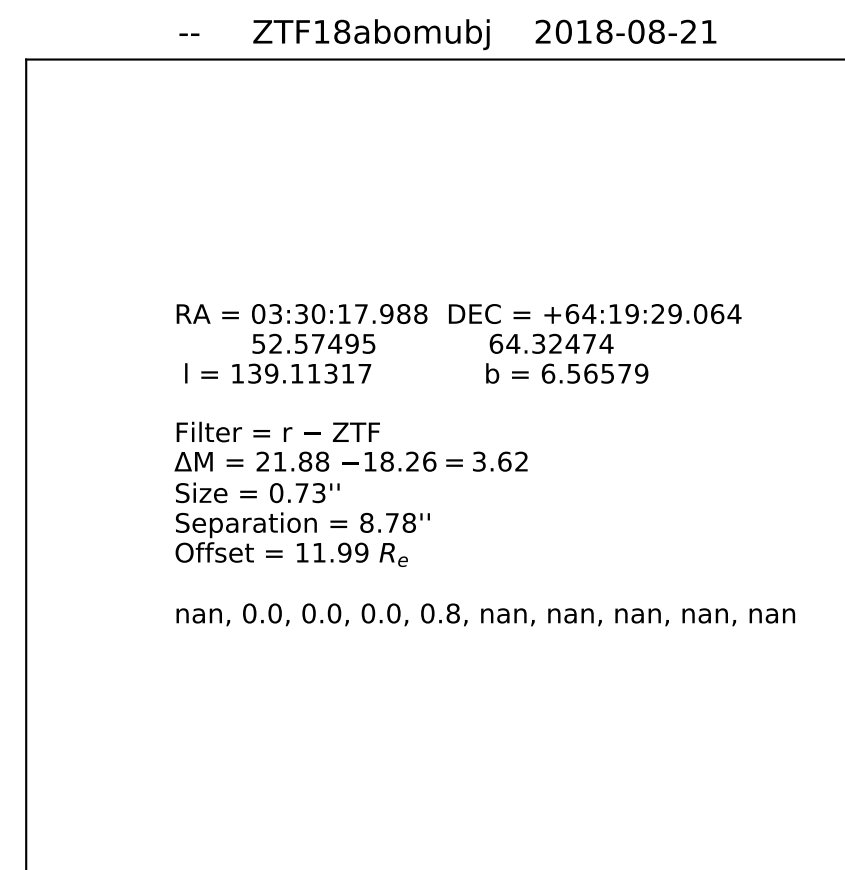 --     ZTF18abomubj    2018-08-21
RA = 03:30:17.988  DEC = +64:19:29.064
52.57495    64.32474
l = 139.11317    b = 6.56579
Filter = r − ZTF
ΔM = 21.88 −18.26 = 3.62
Size = 0.73''
Separation = 8.78''
Offset = 11.99 Rₑ
nan, 0.0, 0.0, 0.0, 0.8, nan, nan, nan, nan, nan